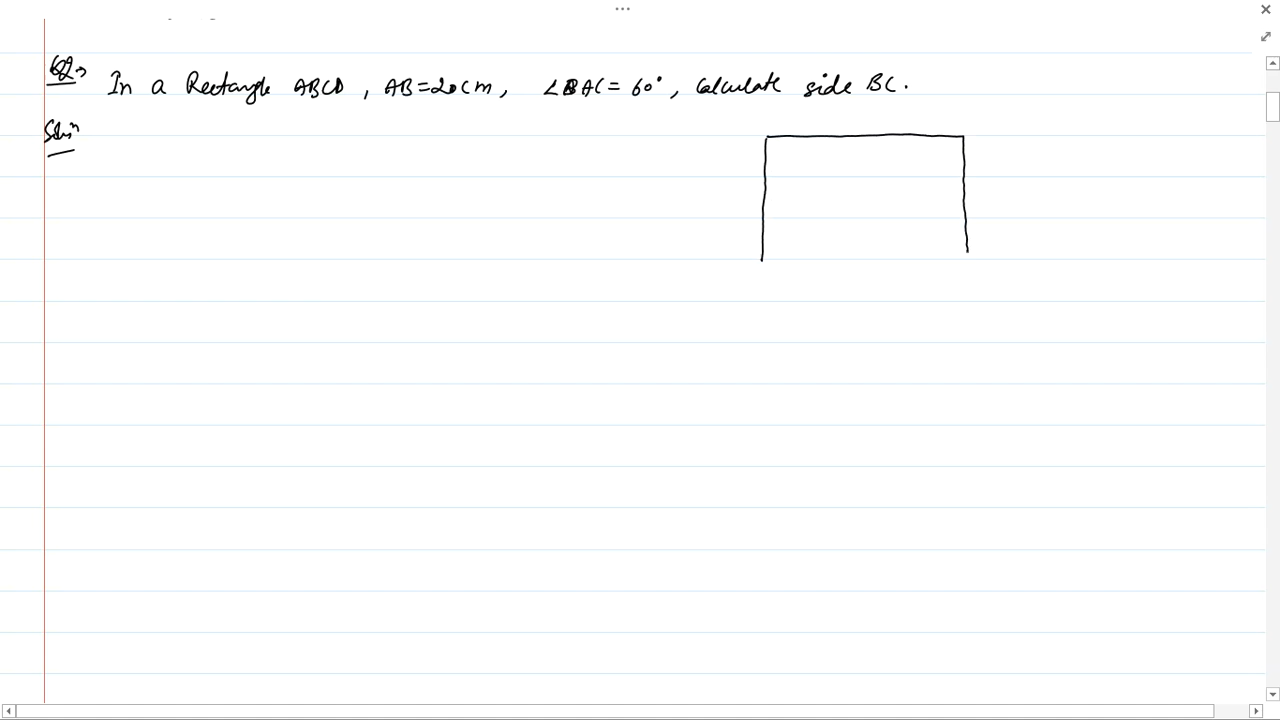 Q2→ In a Rectangle ABCD, AB=20cm, ∠BAC=60°, Calculate side BC.
Solⁿ